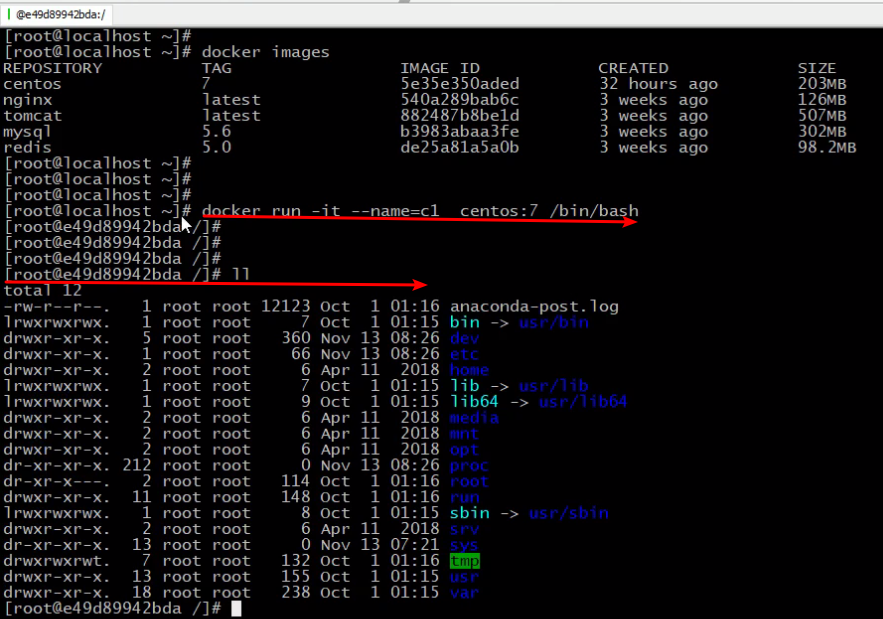 @e49d89942bda:/
[root@localhost ~]#
[root@localhost ~]# docker images
REPOSITORY TAG IMAGE ID CREATED SIZE
centos 7 5e35e350aded 32 hours ago 203MB
nginx latest 540a289bab6c 3 weeks ago 126MB
tomcat latest 882487b8be1d 3 weeks ago 507MB
mysql 5.6 b3983abaa3fe 3 weeks ago 302MB
redis 5.0 de25a81a5a0b 3 weeks ago 98.2MB
[root@localhost ~]#
[root@localhost ~]#
[root@localhost ~]#
[root@localhost ~]# docker run -it --name=c1 centos:7 /bin/bash
[root@e49d89942bda /]#
[root@e49d89942bda /]#
[root@e49d89942bda /]#
[root@e49d89942bda /]# ll
total 12
-rw-r--r--. 1 root root 12123 Oct 1 01:16 anaconda-post.log
lrwxrwxrwx. 1 root root 7 Oct 1 01:15 bin -> usr/bin
drwxr-xr-x. 5 root root 360 Nov 13 08:26 dev
drwxr-xr-x. 1 root root 66 Nov 13 08:26 etc
drwxr-xr-x. 2 root root 6 Apr 11 2018 home
lrwxrwxrwx. 1 root root 7 Oct 1 01:15 lib -> usr/lib
lrwxrwxrwx. 1 root root 9 Oct 1 01:15 lib64 -> usr/lib64
drwxr-xr-x. 2 root root 6 Apr 11 2018 media
drwxr-xr-x. 2 root root 6 Apr 11 2018 mnt
drwxr-xr-x. 2 root root 6 Apr 11 2018 opt
dr-xr-xr-x. 212 root root 0 Nov 13 08:26 proc
dr-xr-x---. 2 root root 114 Oct 1 01:16 root
drwxr-xr-x. 11 root root 148 Oct 1 01:16 run
lrwxrwxrwx. 1 root root 8 Oct 1 01:15 sbin -> usr/sbin
drwxr-xr-x. 2 root root 6 Apr 11 2018 srv
dr-xr-xr-x. 13 root root 0 Nov 13 07:21 sys
drwxrwxrwt. 7 root root 132 Oct 1 01:16 tmp
drwxr-xr-x. 13 root root 155 Oct 1 01:15 usr
drwxr-xr-x. 18 root root 238 Oct 1 01:15 var
[root@e49d89942bda /]#